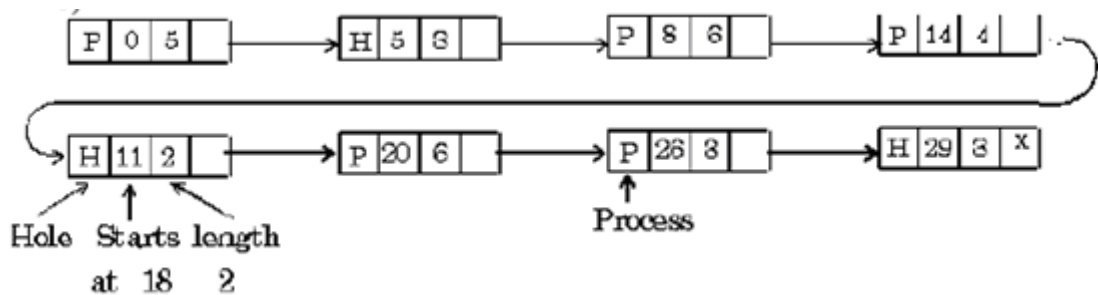 P 0 5 H 5 3 P 8 6 P 14 4
H 11 2 P 20 6 P 26 3 H 29 3 X
Hole Starts length Process
at 18 2